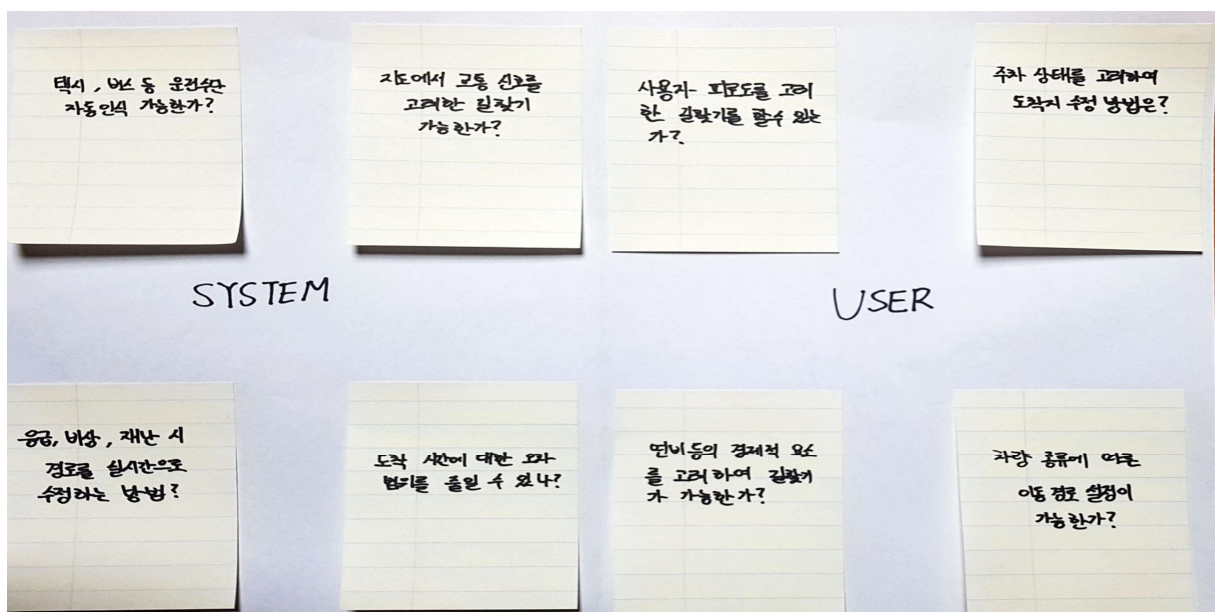 택시, 버스 등 운전수단
자동인식 가능한가?
지도에서 교통 신호를
고려한 길찾기
가능한가?
사용자 피로도를 고려
한 길찾기를 할수 있는
가?
주차 상태를 고려하여
도착지 수정 방법은?
SYSTEM
USER
응급, 비상, 재난 시
경로를 실시간으로
수정하는 방법?
도착 시간에 대한 오차
범위를 줄일 수 있나?
연비등의 경제적 요소
를 고려하여 길찾기
가 가능한가?
차량 종류에 따른
이동 경로 설정이
가능한가?